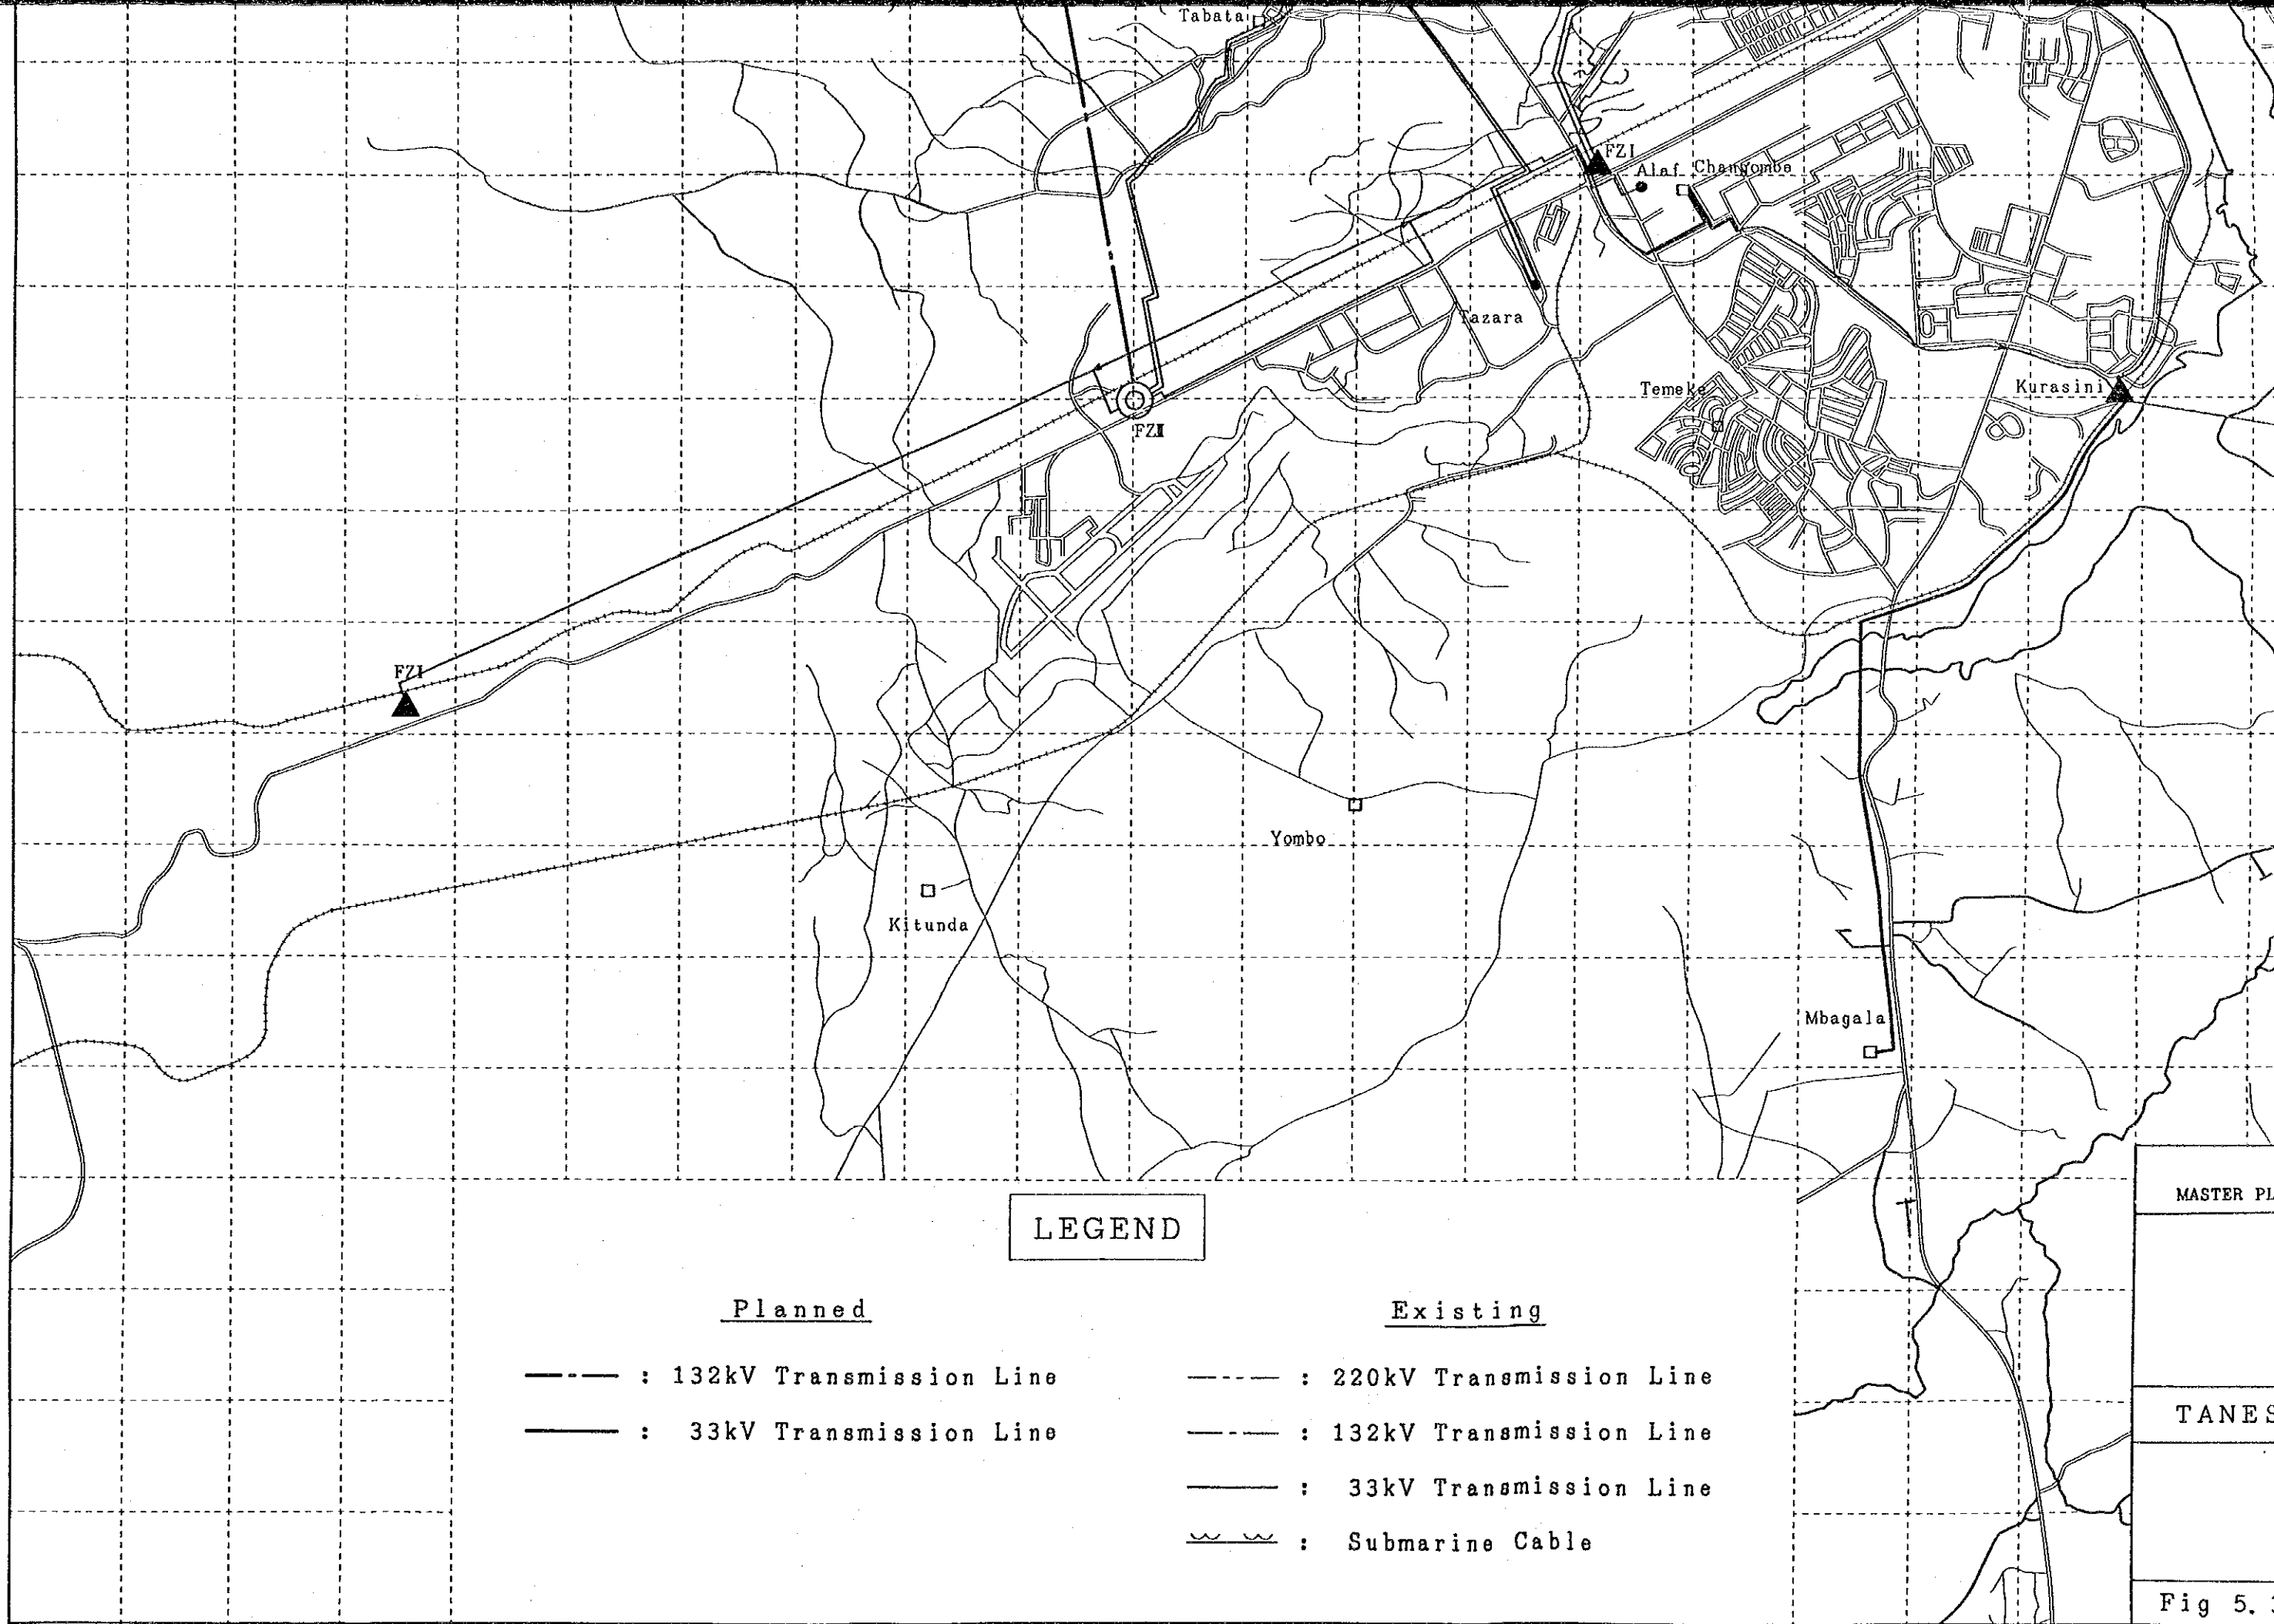 Tabata
FZI
Alaf
Changombe
Tazara
Temeke
Kurasini
FZⅡ
FZI
Yombo
Kitunda
Mbagala
MASTER PL
LEGEND
Planned
Existing
: 132kV Transmission Line
: 220kV Transmission Line
: 33kV Transmission Line
: 132kV Transmission Line
: 33kV Transmission Line
: Submarine Cable
TANES
Fig 5.